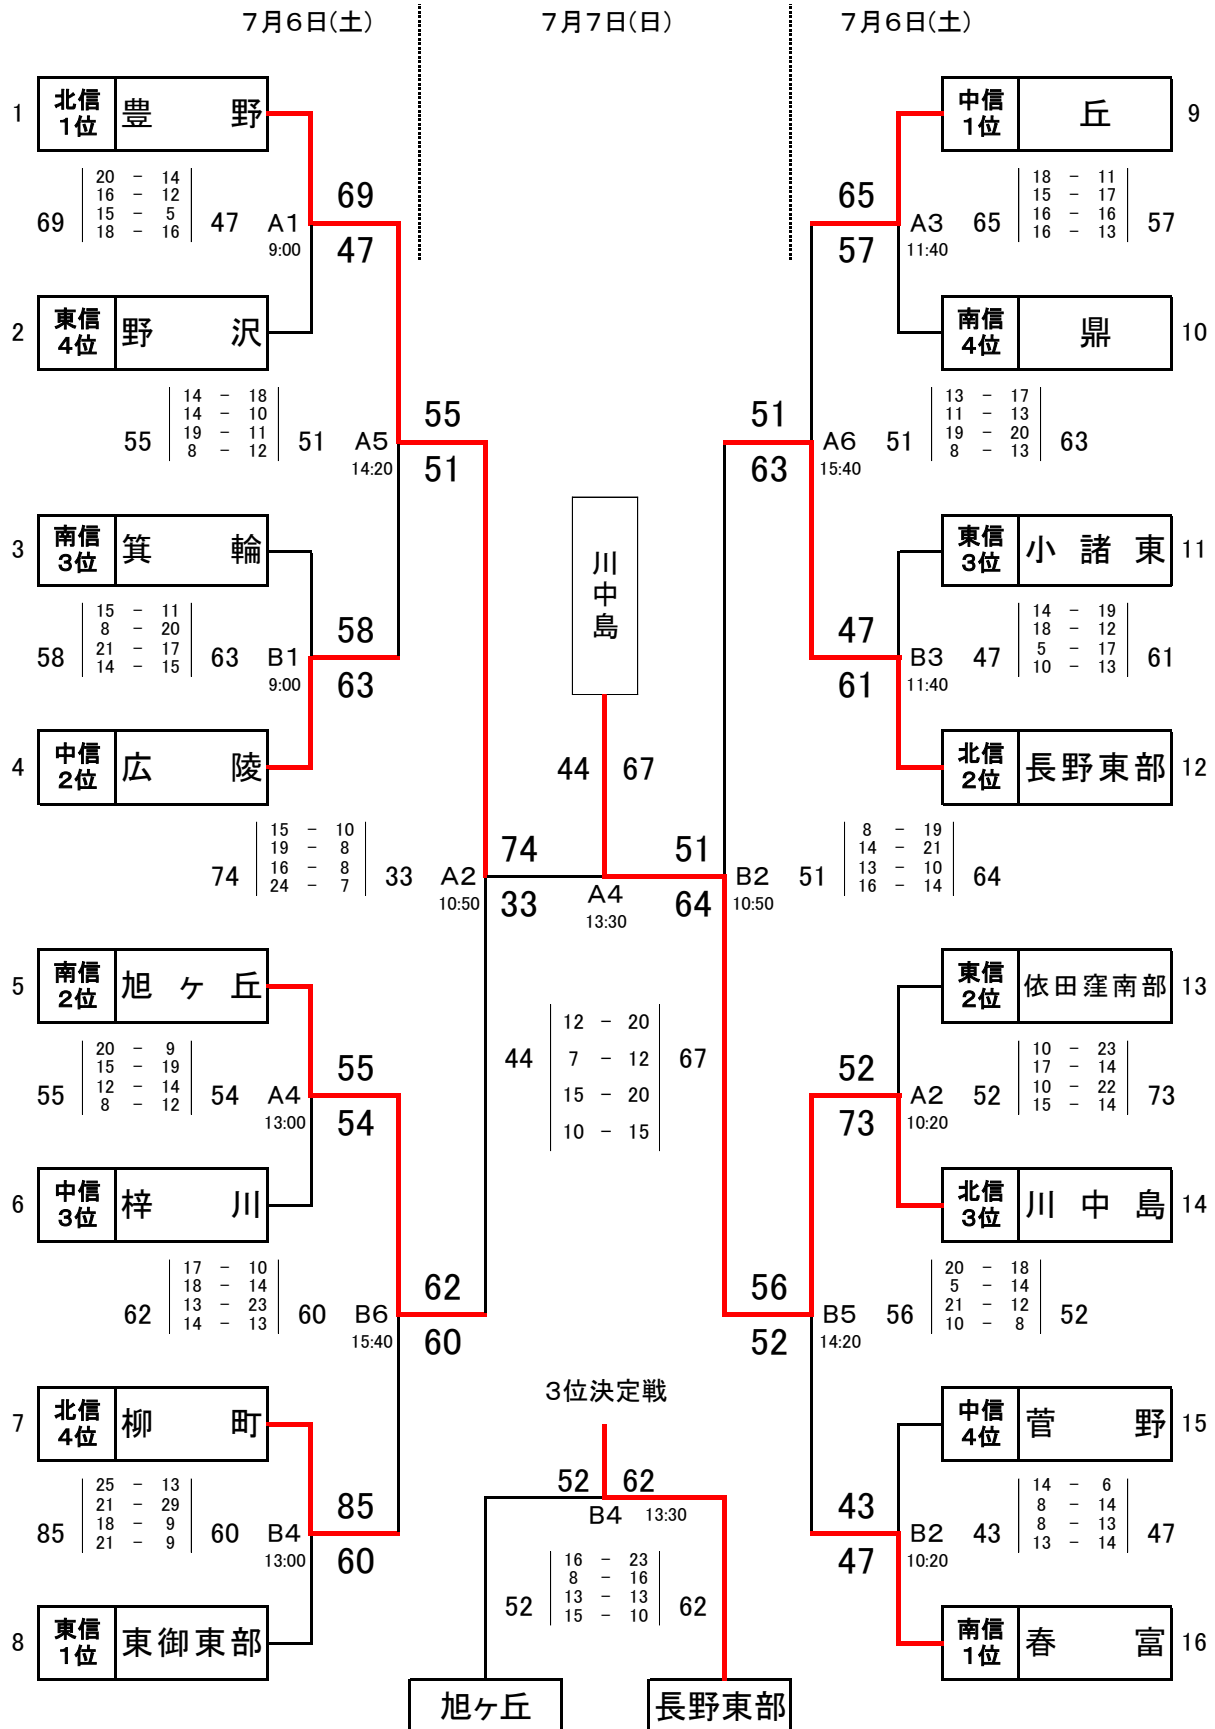 ７月６日(土)
７月７日(日)
７月６日(土)
1
北信
１位
豊野
20 － 14
16 － 12
15 － 5
18 － 16
69
47
A1
9:00
69
47
2
東信
４位
野沢
14 － 18
14 － 10
19 － 11
8 － 12
55
51
A5
14:20
55
51
3
南信
３位
箕輪
15 － 11
8 － 20
21 － 17
14 － 15
58
63
B1
9:00
58
63
4
中信
２位
広陵
15 － 10
19 － 8
16 － 8
24 － 7
74
33
A2
10:50
74
33
5
南信
２位
旭ヶ丘
20 － 9
15 － 19
12 － 14
8 － 12
55
54
A4
13:00
55
54
6
中信
３位
梓川
17 － 10
18 － 14
13 － 23
14 － 13
62
60
B6
15:40
62
60
7
北信
４位
柳町
25 － 13
21 － 29
18 － 9
21 － 9
85
60
B4
13:00
85
60
8
東信
１位
東御東部
川中島
44
67
A4
13:30
12 － 20
7 － 12
15 － 20
10 － 15
44
67
３位決定戦
52
62
B4
13:30
16 － 23
8 － 16
13 － 13
15 － 10
52
62
旭ヶ丘
長野東部
中信
１位
丘
9
65
57
A3
11:40
65
18 － 11
15 － 17
16 － 16
16 － 13
57
南信
４位
鼎
10
51
63
A6
15:40
51
13 － 17
11 － 13
19 － 20
8 － 13
63
東信
３位
小諸東
11
47
61
B3
11:40
47
14 － 19
18 － 12
5 － 17
10 － 13
61
北信
２位
長野東部
12
51
64
B2
10:50
51
8 － 19
14 － 21
13 － 10
16 － 14
64
東信
２位
依田窪南部
13
52
73
A2
10:20
52
10 － 23
17 － 14
10 － 22
15 － 14
73
北信
３位
川中島
14
56
52
B5
14:20
56
20 － 18
5 － 14
21 － 12
10 － 8
52
中信
４位
菅野
15
43
47
B2
10:20
43
14 － 6
8 － 14
8 － 13
13 － 14
47
南信
１位
春富
16